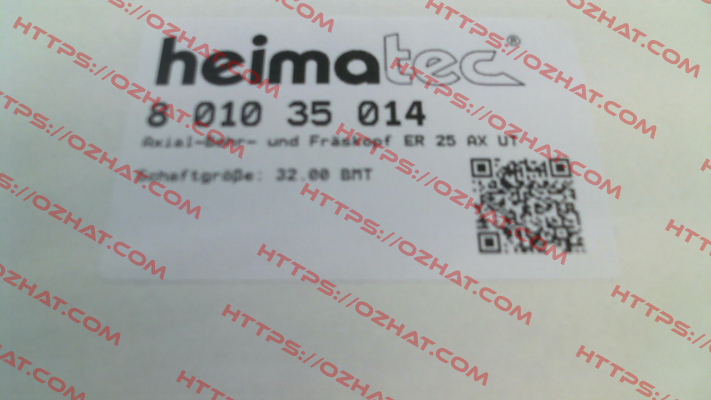 heimatec®
8 010 35 014
Axial-Bohr- und Fräskopf ER 25 AX UT
Schaftgröße: 32.00 BMT
HTTPS://OZHAT.COM